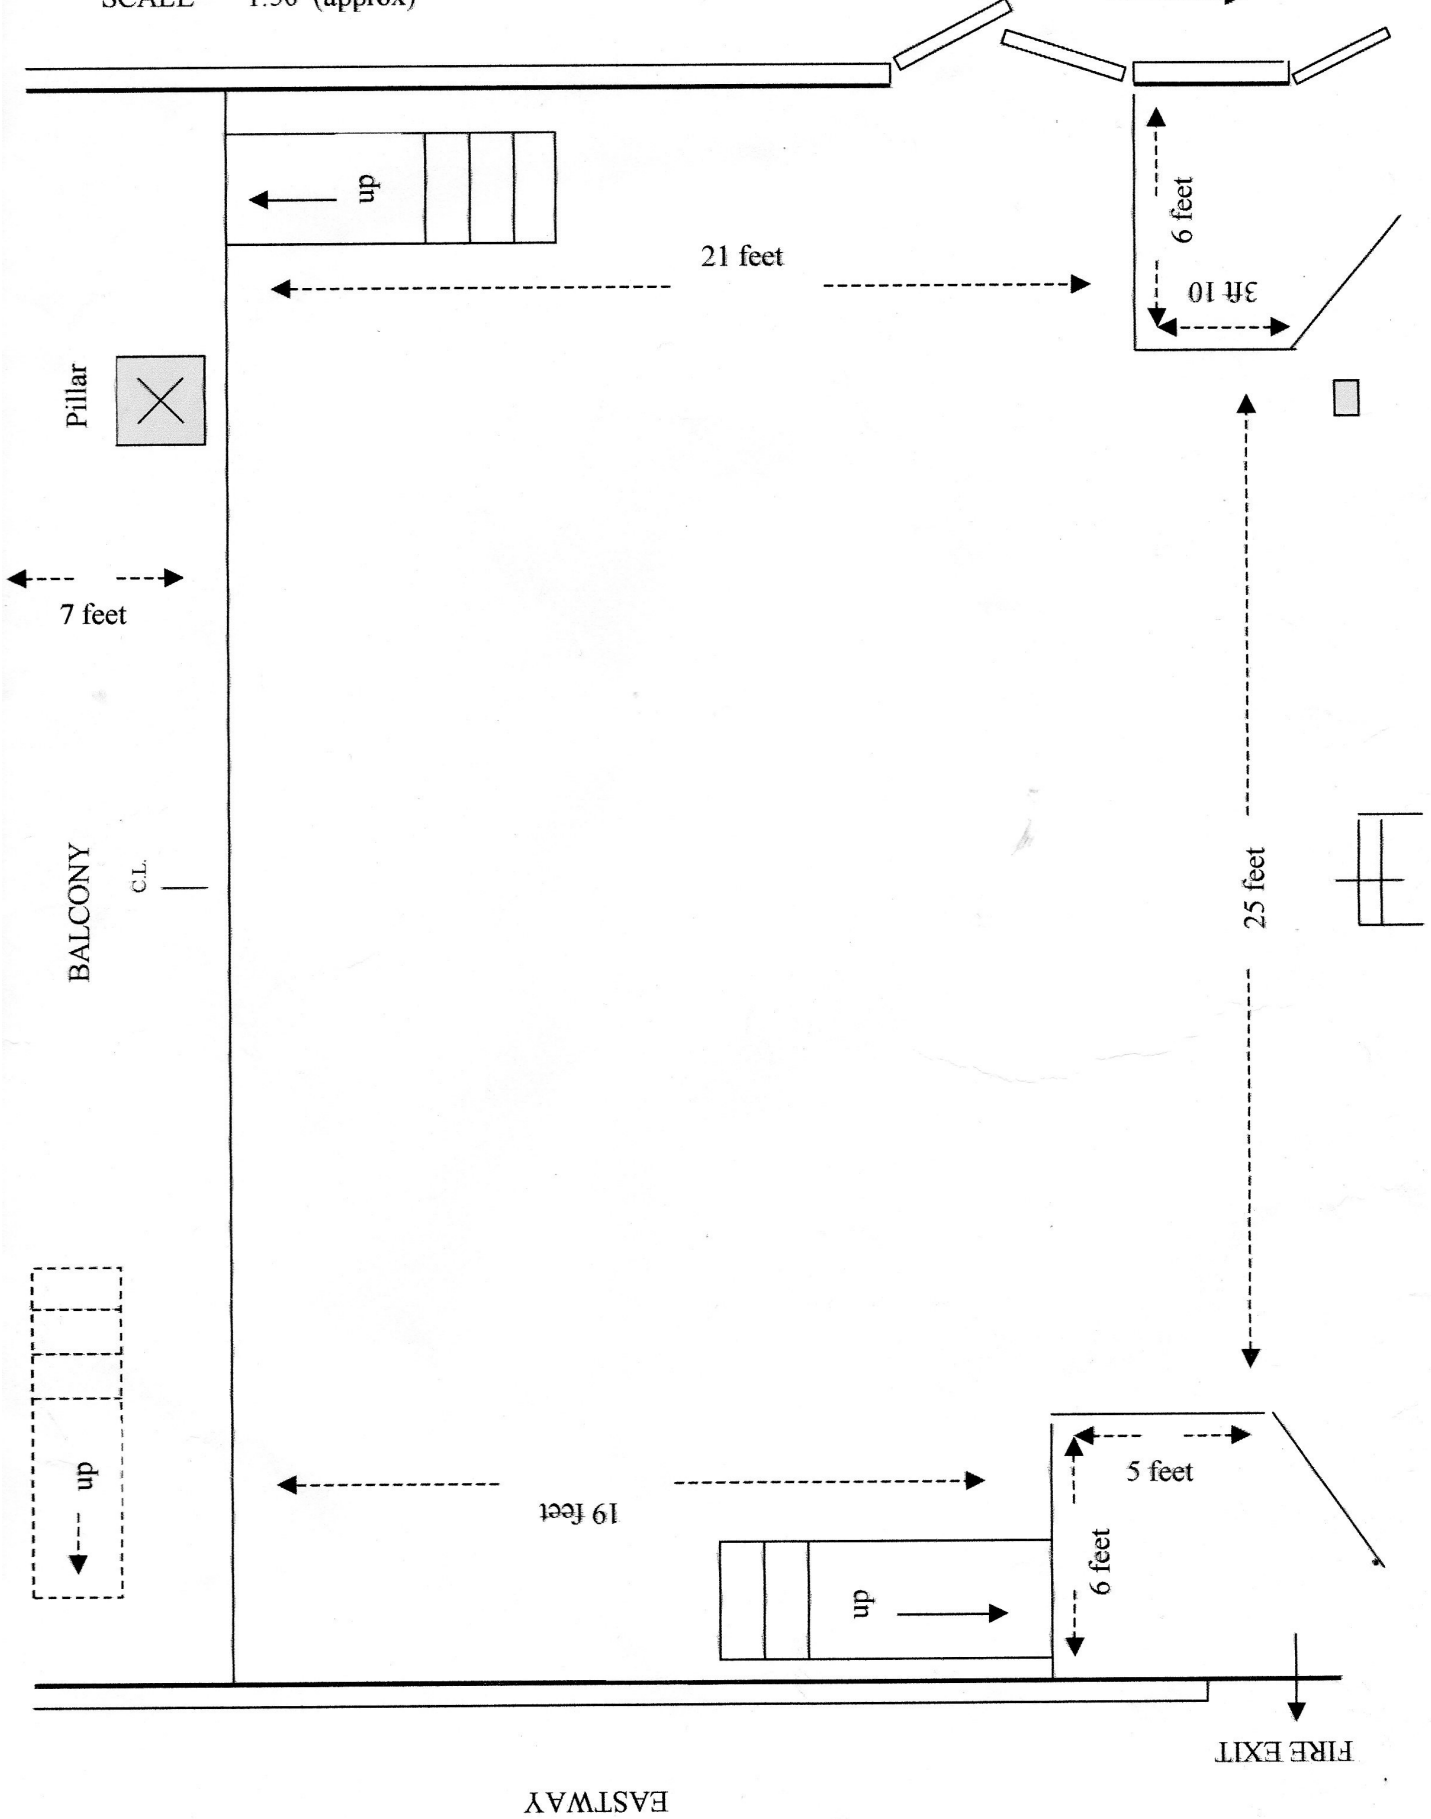 SCALE 1:50 (approx)
up
6 feet
21 feet
3ft 10
Pillar
7 feet
25 feet
BALCONY
C.L.
up
5 feet
19 feet
6 feet
up
FIRE EXIT
EASTWAY